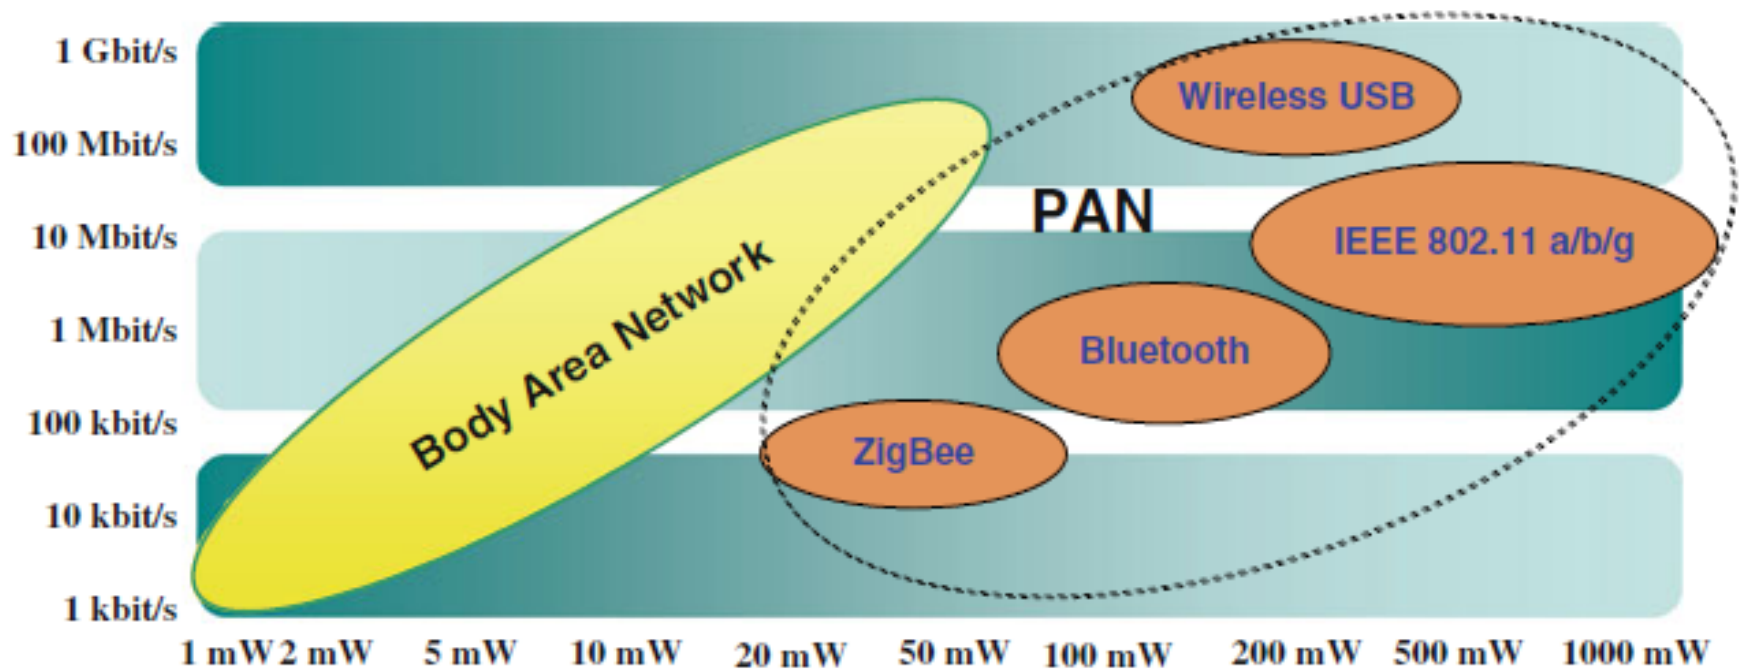 1 Gbit/s
Wireless USB
100 Mbit/s
PAN
10 Mbit/s
IEEE 802.11 a/b/g
Body Area Network
1 Mbit/s
Bluetooth
100 kbit/s
ZigBee
10 kbit/s
1 kbit/s
1 mW 2 mW 5 mW 10 mW 20 mW 50 mW 100 mW 200 mW 500 mW 1000 mW